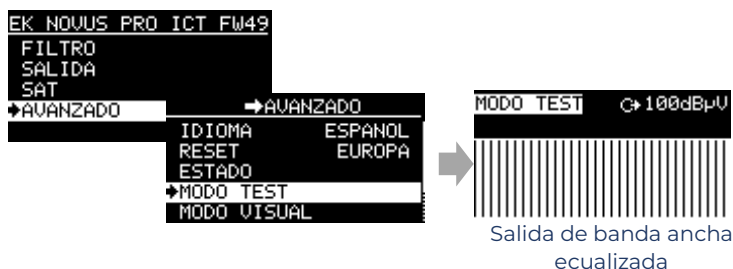 EK NOVUS PRO ICT FW49
FILTRO
SALIDA
SAT
AVANZADO
AVANZADO
IDIOMA ESPANOL
RESET EUROPA
ESTADO
MODO TEST
MODO VISUAL
MODO TEST 100dBµV
Salida de banda ancha
ecualizada